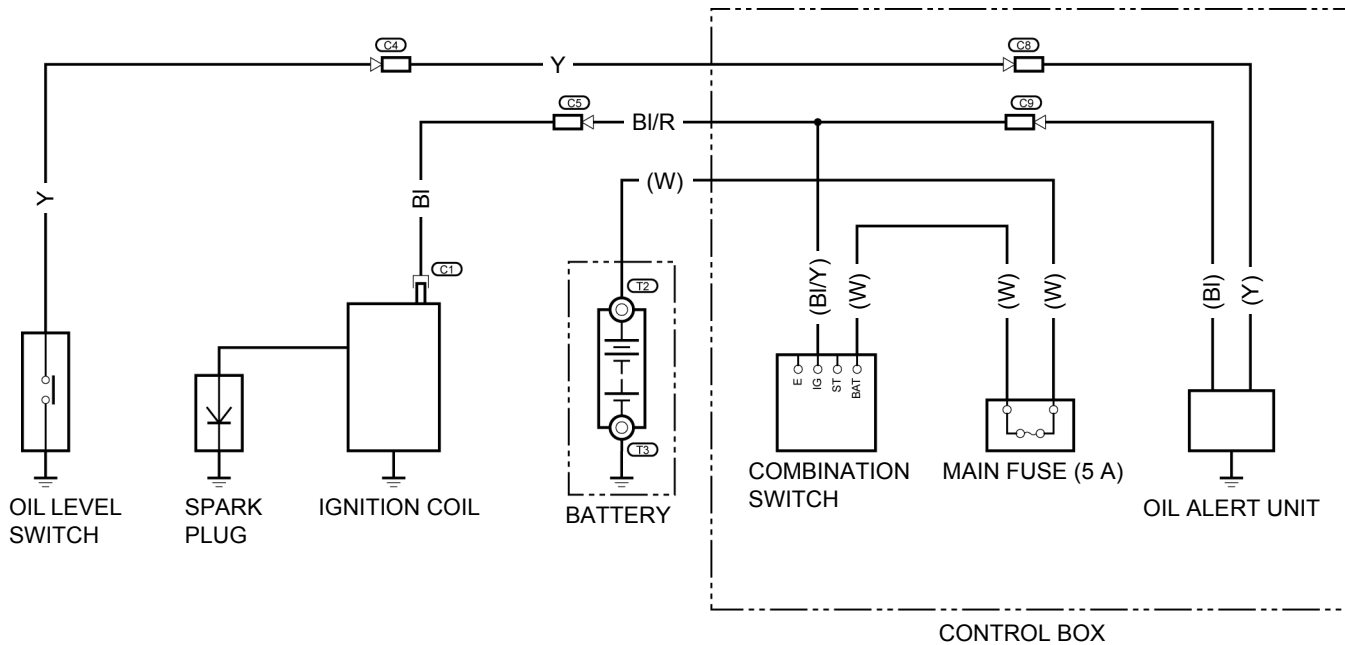 C4
C8
Y
C5
C9
Bl/R
(W)
Y
Bl
C1
T2
(Bl/Y)
(W)
(W)
(W)
(Bl)
(Y)
E
IG
ST
BAT
T3
OIL LEVEL
SWITCH
SPARK
PLUG
IGNITION COIL
BATTERY
COMBINATION
SWITCH
MAIN FUSE (5 A)
OIL ALERT UNIT
CONTROL BOX